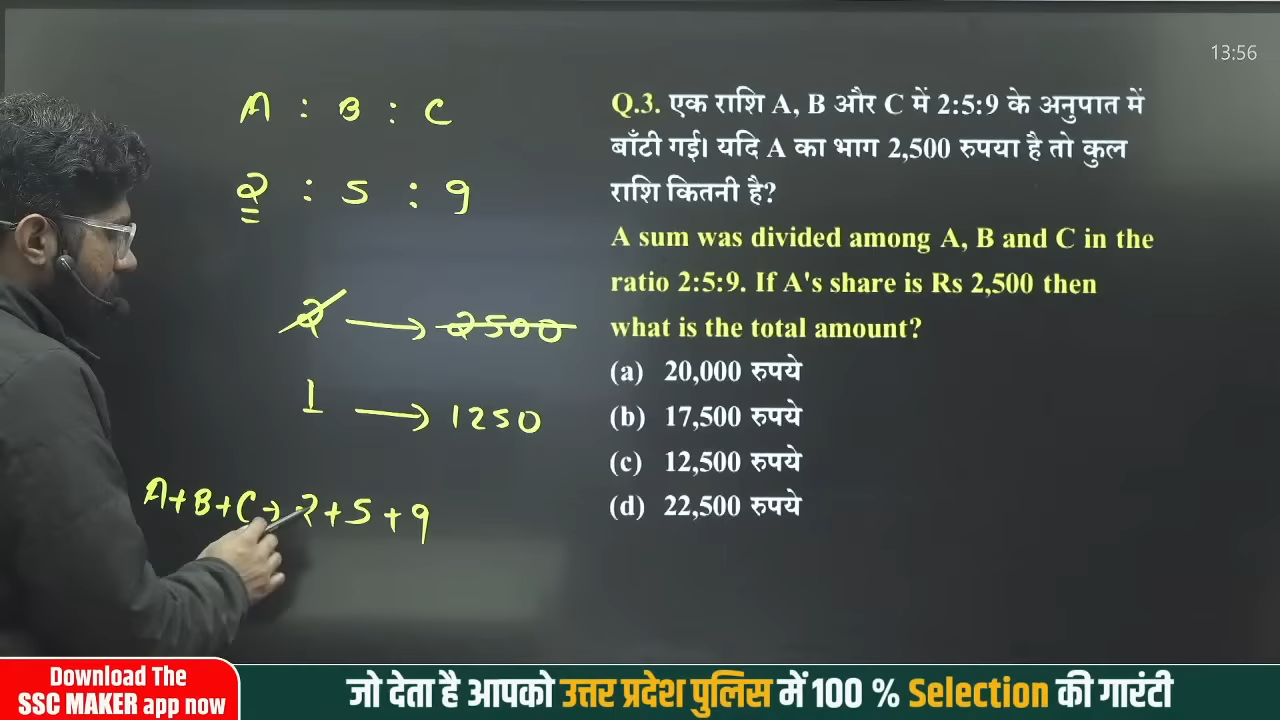 13:56
A : B : C
2 : 5 : 9
2 → 2500
1 → 1250
A+B+C → 2+5+9
Q.3. एक राशि A, B और C में 2:5:9 के अनुपात में
बाँटी गई। यदि A का भाग 2,500 रुपया है तो कुल
राशि कितनी है?
A sum was divided among A, B and C in the
ratio 2:5:9. If A's share is Rs 2,500 then
what is the total amount?
(a) 20,000 रुपये
(b) 17,500 रुपये
(c) 12,500 रुपये
(d) 22,500 रुपये
Download The
SSC MAKER app now
जो देता है आपको उत्तर प्रदेश पुलिस में 100 % Selection की गारंटी